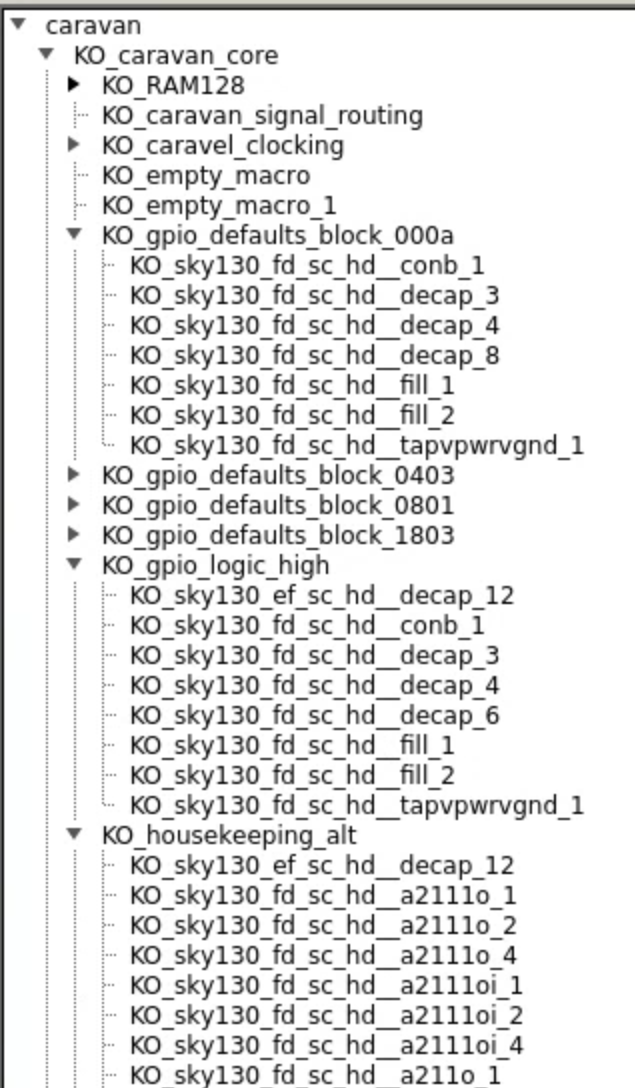 caravan
KO_caravan_core
KO_RAM128
KO_caravan_signal_routing
KO_caravel_clocking
KO_empty_macro
KO_empty_macro_1
KO_gpio_defaults_block_000a
KO_sky130_fd_sc_hd__conb_1
KO_sky130_fd_sc_hd__decap_3
KO_sky130_fd_sc_hd__decap_4
KO_sky130_fd_sc_hd__decap_8
KO_sky130_fd_sc_hd__fill_1
KO_sky130_fd_sc_hd__fill_2
KO_sky130_fd_sc_hd__tapvpwrvgnd_1
KO_gpio_defaults_block_0403
KO_gpio_defaults_block_0801
KO_gpio_defaults_block_1803
KO_gpio_logic_high
KO_sky130_ef_sc_hd__decap_12
KO_sky130_fd_sc_hd__conb_1
KO_sky130_fd_sc_hd__decap_3
KO_sky130_fd_sc_hd__decap_4
KO_sky130_fd_sc_hd__decap_6
KO_sky130_fd_sc_hd__fill_1
KO_sky130_fd_sc_hd__fill_2
KO_sky130_fd_sc_hd__tapvpwrvgnd_1
KO_housekeeping_alt
KO_sky130_ef_sc_hd__decap_12
KO_sky130_fd_sc_hd__a2111o_1
KO_sky130_fd_sc_hd__a2111o_2
KO_sky130_fd_sc_hd__a2111o_4
KO_sky130_fd_sc_hd__a2111oi_1
KO_sky130_fd_sc_hd__a2111oi_2
KO_sky130_fd_sc_hd__a2111oi_4
KO_sky130_fd_sc_hd__a211o_1